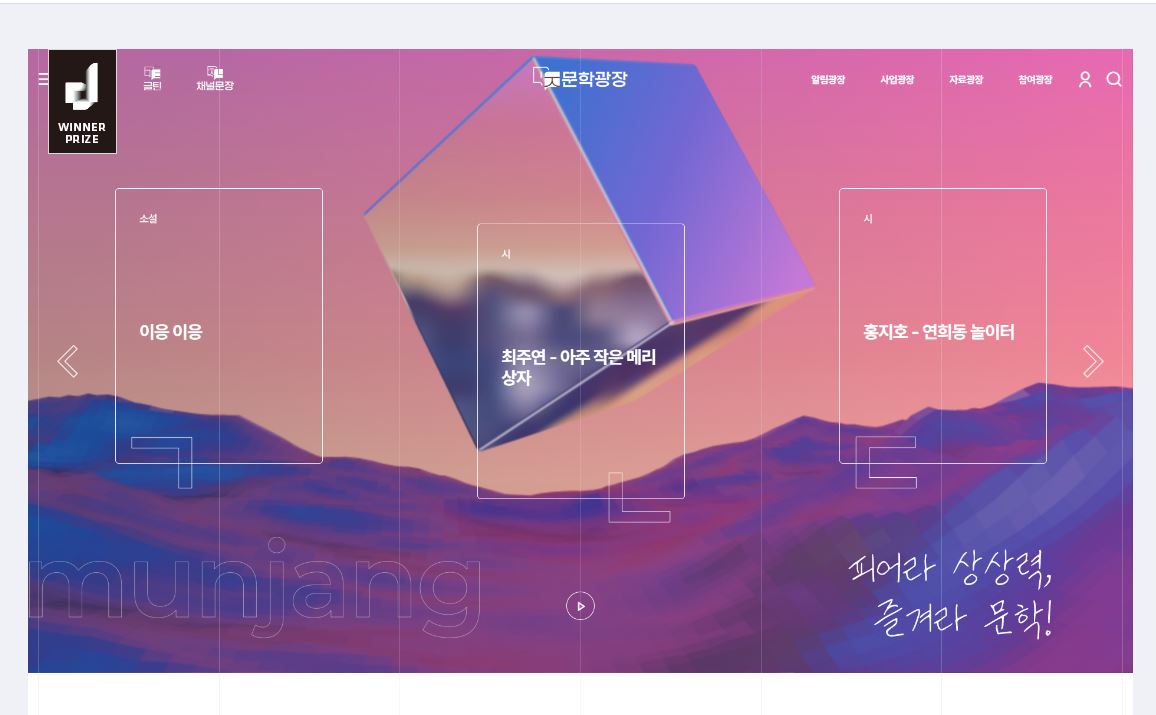 WINNER
PRIZE
글틴
채널문장
문학광장
알림광장
사업광장
자료광장
참여광장
소설
이응 이응
시
최주연 - 아주 작은 메리
상자
시
홍지호 - 연희동 놀이터
munjang
피어라 상상력,
즐겨라 문학!